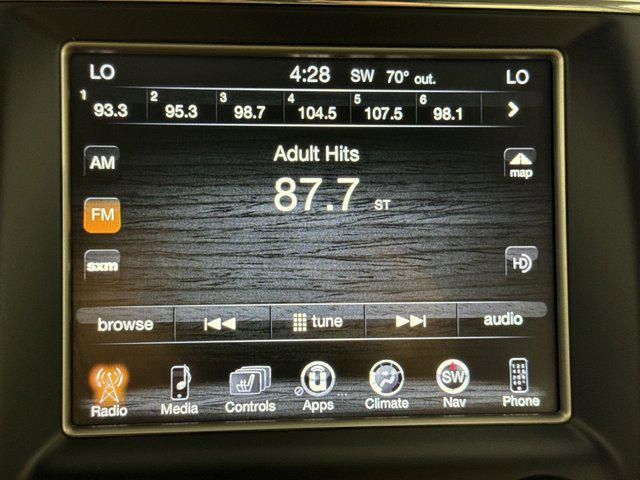 LO 4:28 SW 70° out. LO
1 93.3 2 95.3 3 98.7 4 104.5 5 107.5 6 98.1
Adult Hits
AM map
87.7 ST
FM
sxm HD
browse tune audio
Radio Media Controls Apps Climate SW Nav Phone